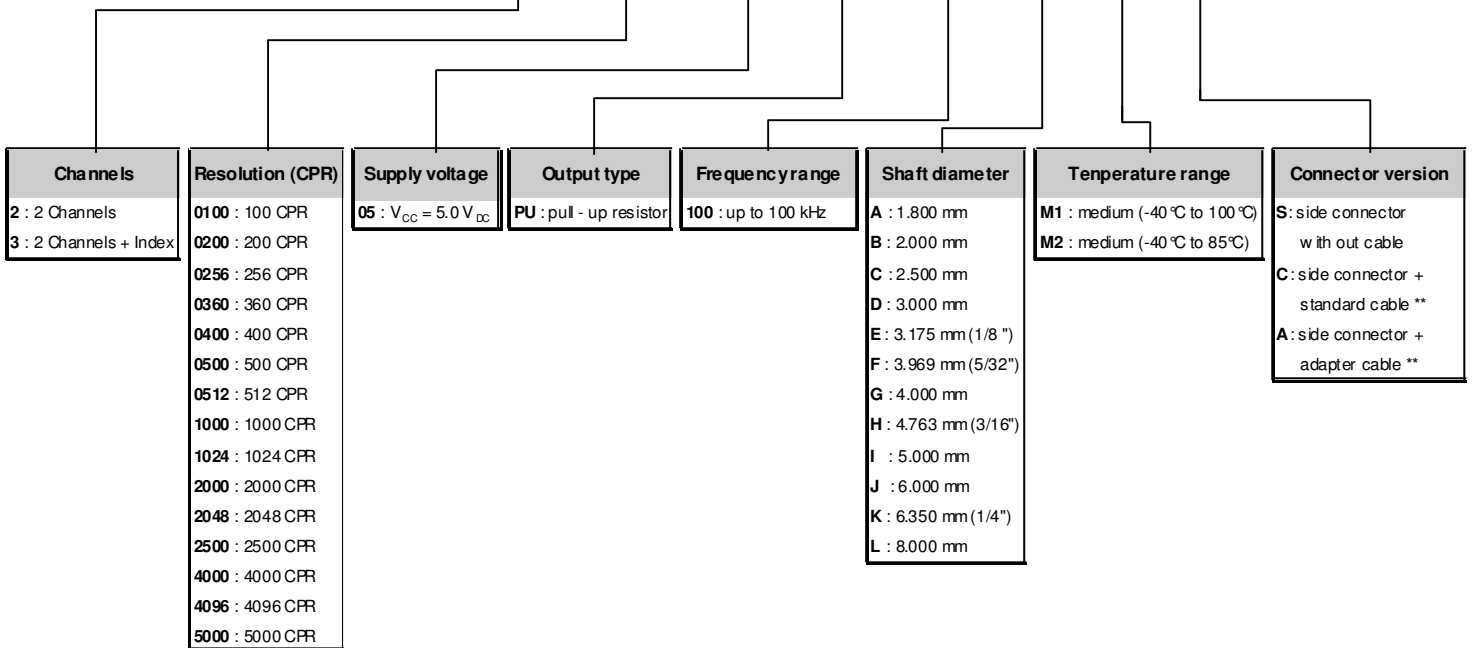 Channels
2 : 2 Channels
3 : 2 Channels + Index
Resolution (CPR)
0100 : 100 CPR
0200 : 200 CPR
0256 : 256 CPR
0360 : 360 CPR
0400 : 400 CPR
0500 : 500 CPR
0512 : 512 CPR
1000 : 1000 CPR
1024 : 1024 CPR
2000 : 2000 CPR
2048 : 2048 CPR
2500 : 2500 CPR
4000 : 4000 CPR
4096 : 4096 CPR
5000 : 5000 CPR
Supply voltage
05 : VCC = 5.0 VDC
Output type
PU : pull - up resistor
Frequency range
100 : up to 100 kHz
Shaft diameter
A : 1.800 mm
B : 2.000 mm
C : 2.500 mm
D : 3.000 mm
E : 3.175 mm (1/8 ")
F : 3.969 mm (5/32")
G : 4.000 mm
H : 4.763 mm (3/16")
I : 5.000 mm
J : 6.000 mm
K : 6.350 mm (1/4")
L : 8.000 mm
Tenperature range
M1 : medium (-40 °C to 100 °C)
M2 : medium (-40 °C to 85°C)
Connector version
S: side connector
with out cable
C: side connector +
standard cable **
A: side connector +
adapter cable **